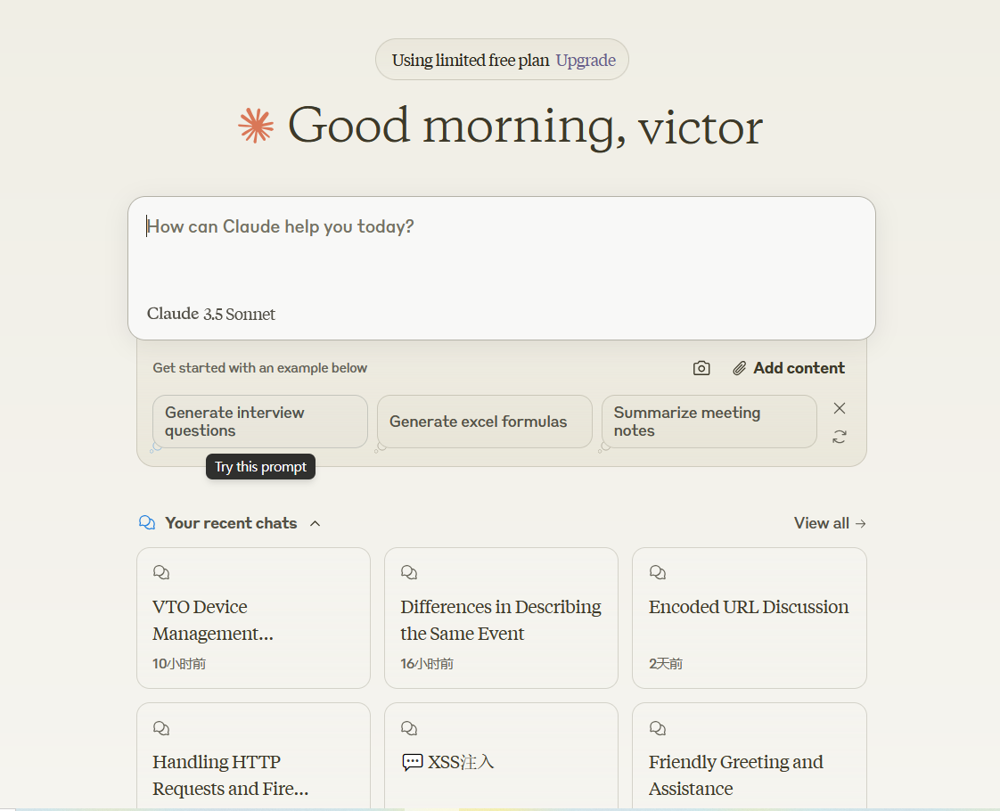 Using limited free plan Upgrade
Good morning, victor
How can Claude help you today?
Claude 3.5 Sonnet
Get started with an example below
Add content
Generate interview
questions
Generate excel formulas
Summarize meeting
notes
Try this prompt
Your recent chats
View all →
VTO Device
Management...
10小时前
Differences in Describing
the Same Event
16小时前
Encoded URL Discussion
2天前
Handling HTTP
Requests and Fire...
💬 XSS注入
Friendly Greeting and
Assistance